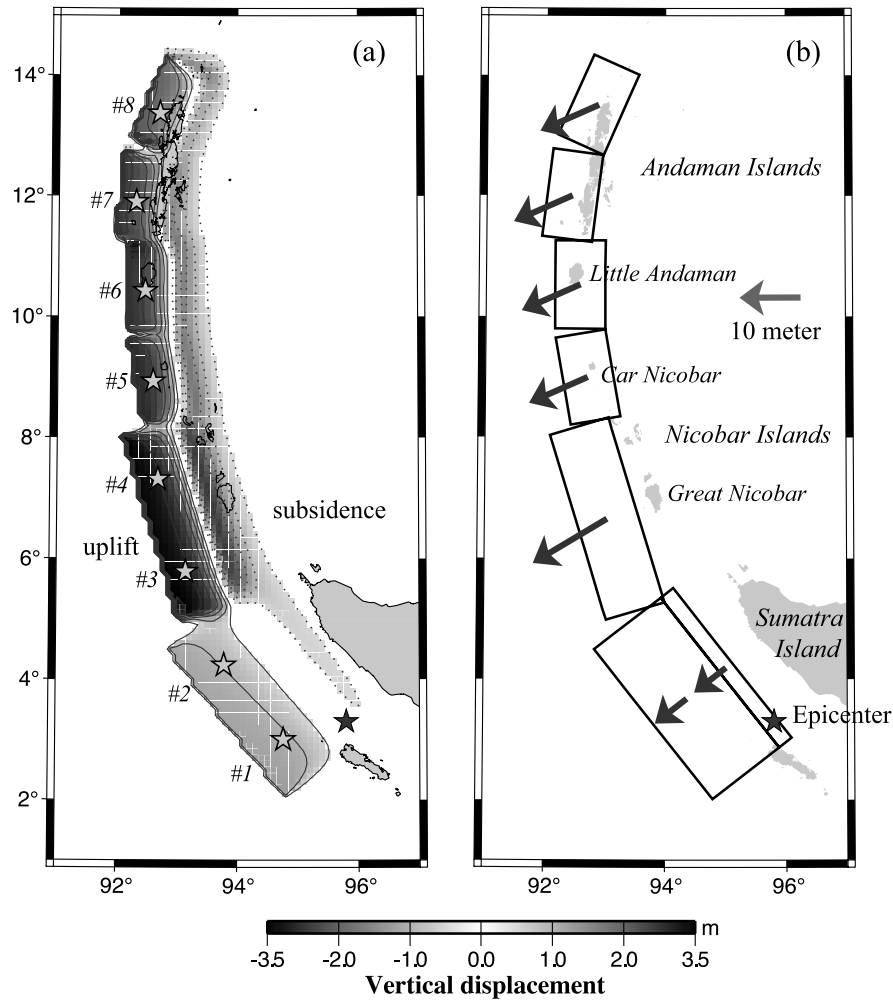 (a)
14°
#8
12°
#7
#6
10°
#5
8°
#4
subsidence
uplift
6°
#3
4°
#2
#1
2°
92°
94°
96°
(b)
Andaman Islands
Little Andaman
10 meter
Car Nicobar
Nicobar Islands
Great Nicobar
Sumatra
Island
Epicenter
92°
94°
96°
m
-3.5
-2.0
-1.0
0.0
1.0
2.0
3.5
Vertical displacement